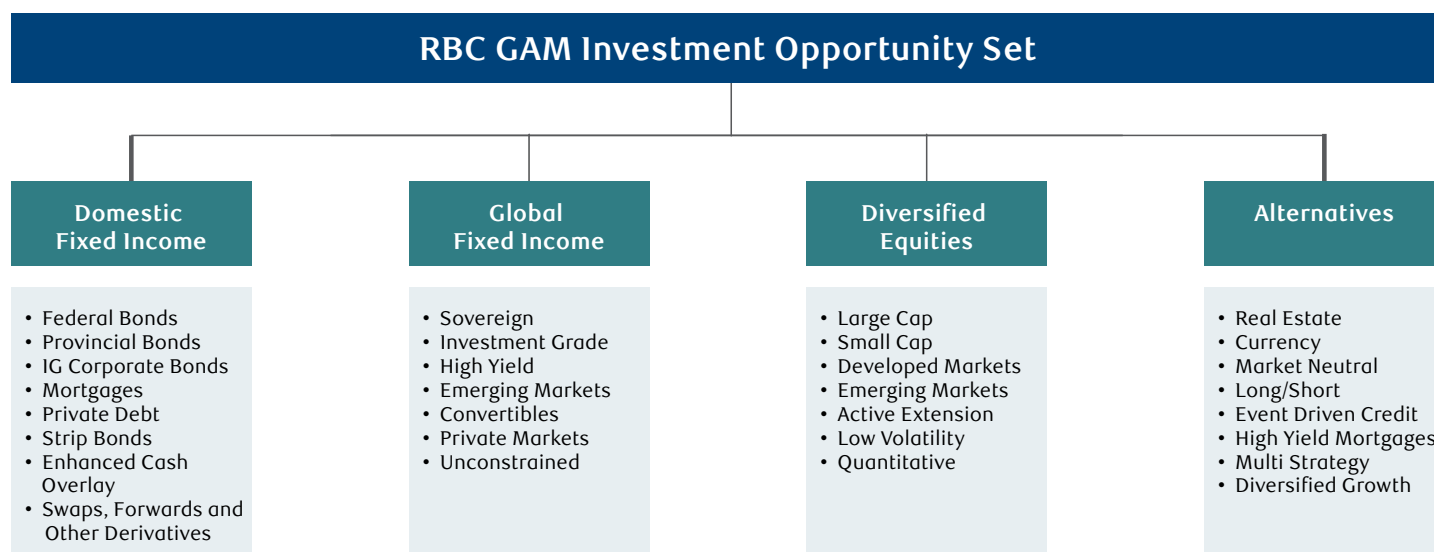 RBC GAM Investment Opportunity Set
Domestic
Fixed Income
• Federal Bonds
• Provincial Bonds
• IG Corporate Bonds
• Mortgages
• Private Debt
• Strip Bonds
• Enhanced Cash
Overlay
• Swaps, Forwards and
Other Derivatives
Global
Fixed Income
• Sovereign
• Investment Grade
• High Yield
• Emerging Markets
• Convertibles
• Private Markets
• Unconstrained
Diversified
Equities
• Large Cap
• Small Cap
• Developed Markets
• Emerging Markets
• Active Extension
• Low Volatility
• Quantitative
Alternatives
• Real Estate
• Currency
• Market Neutral
• Long/Short
• Event Driven Credit
• High Yield Mortgages
• Multi Strategy
• Diversified Growth